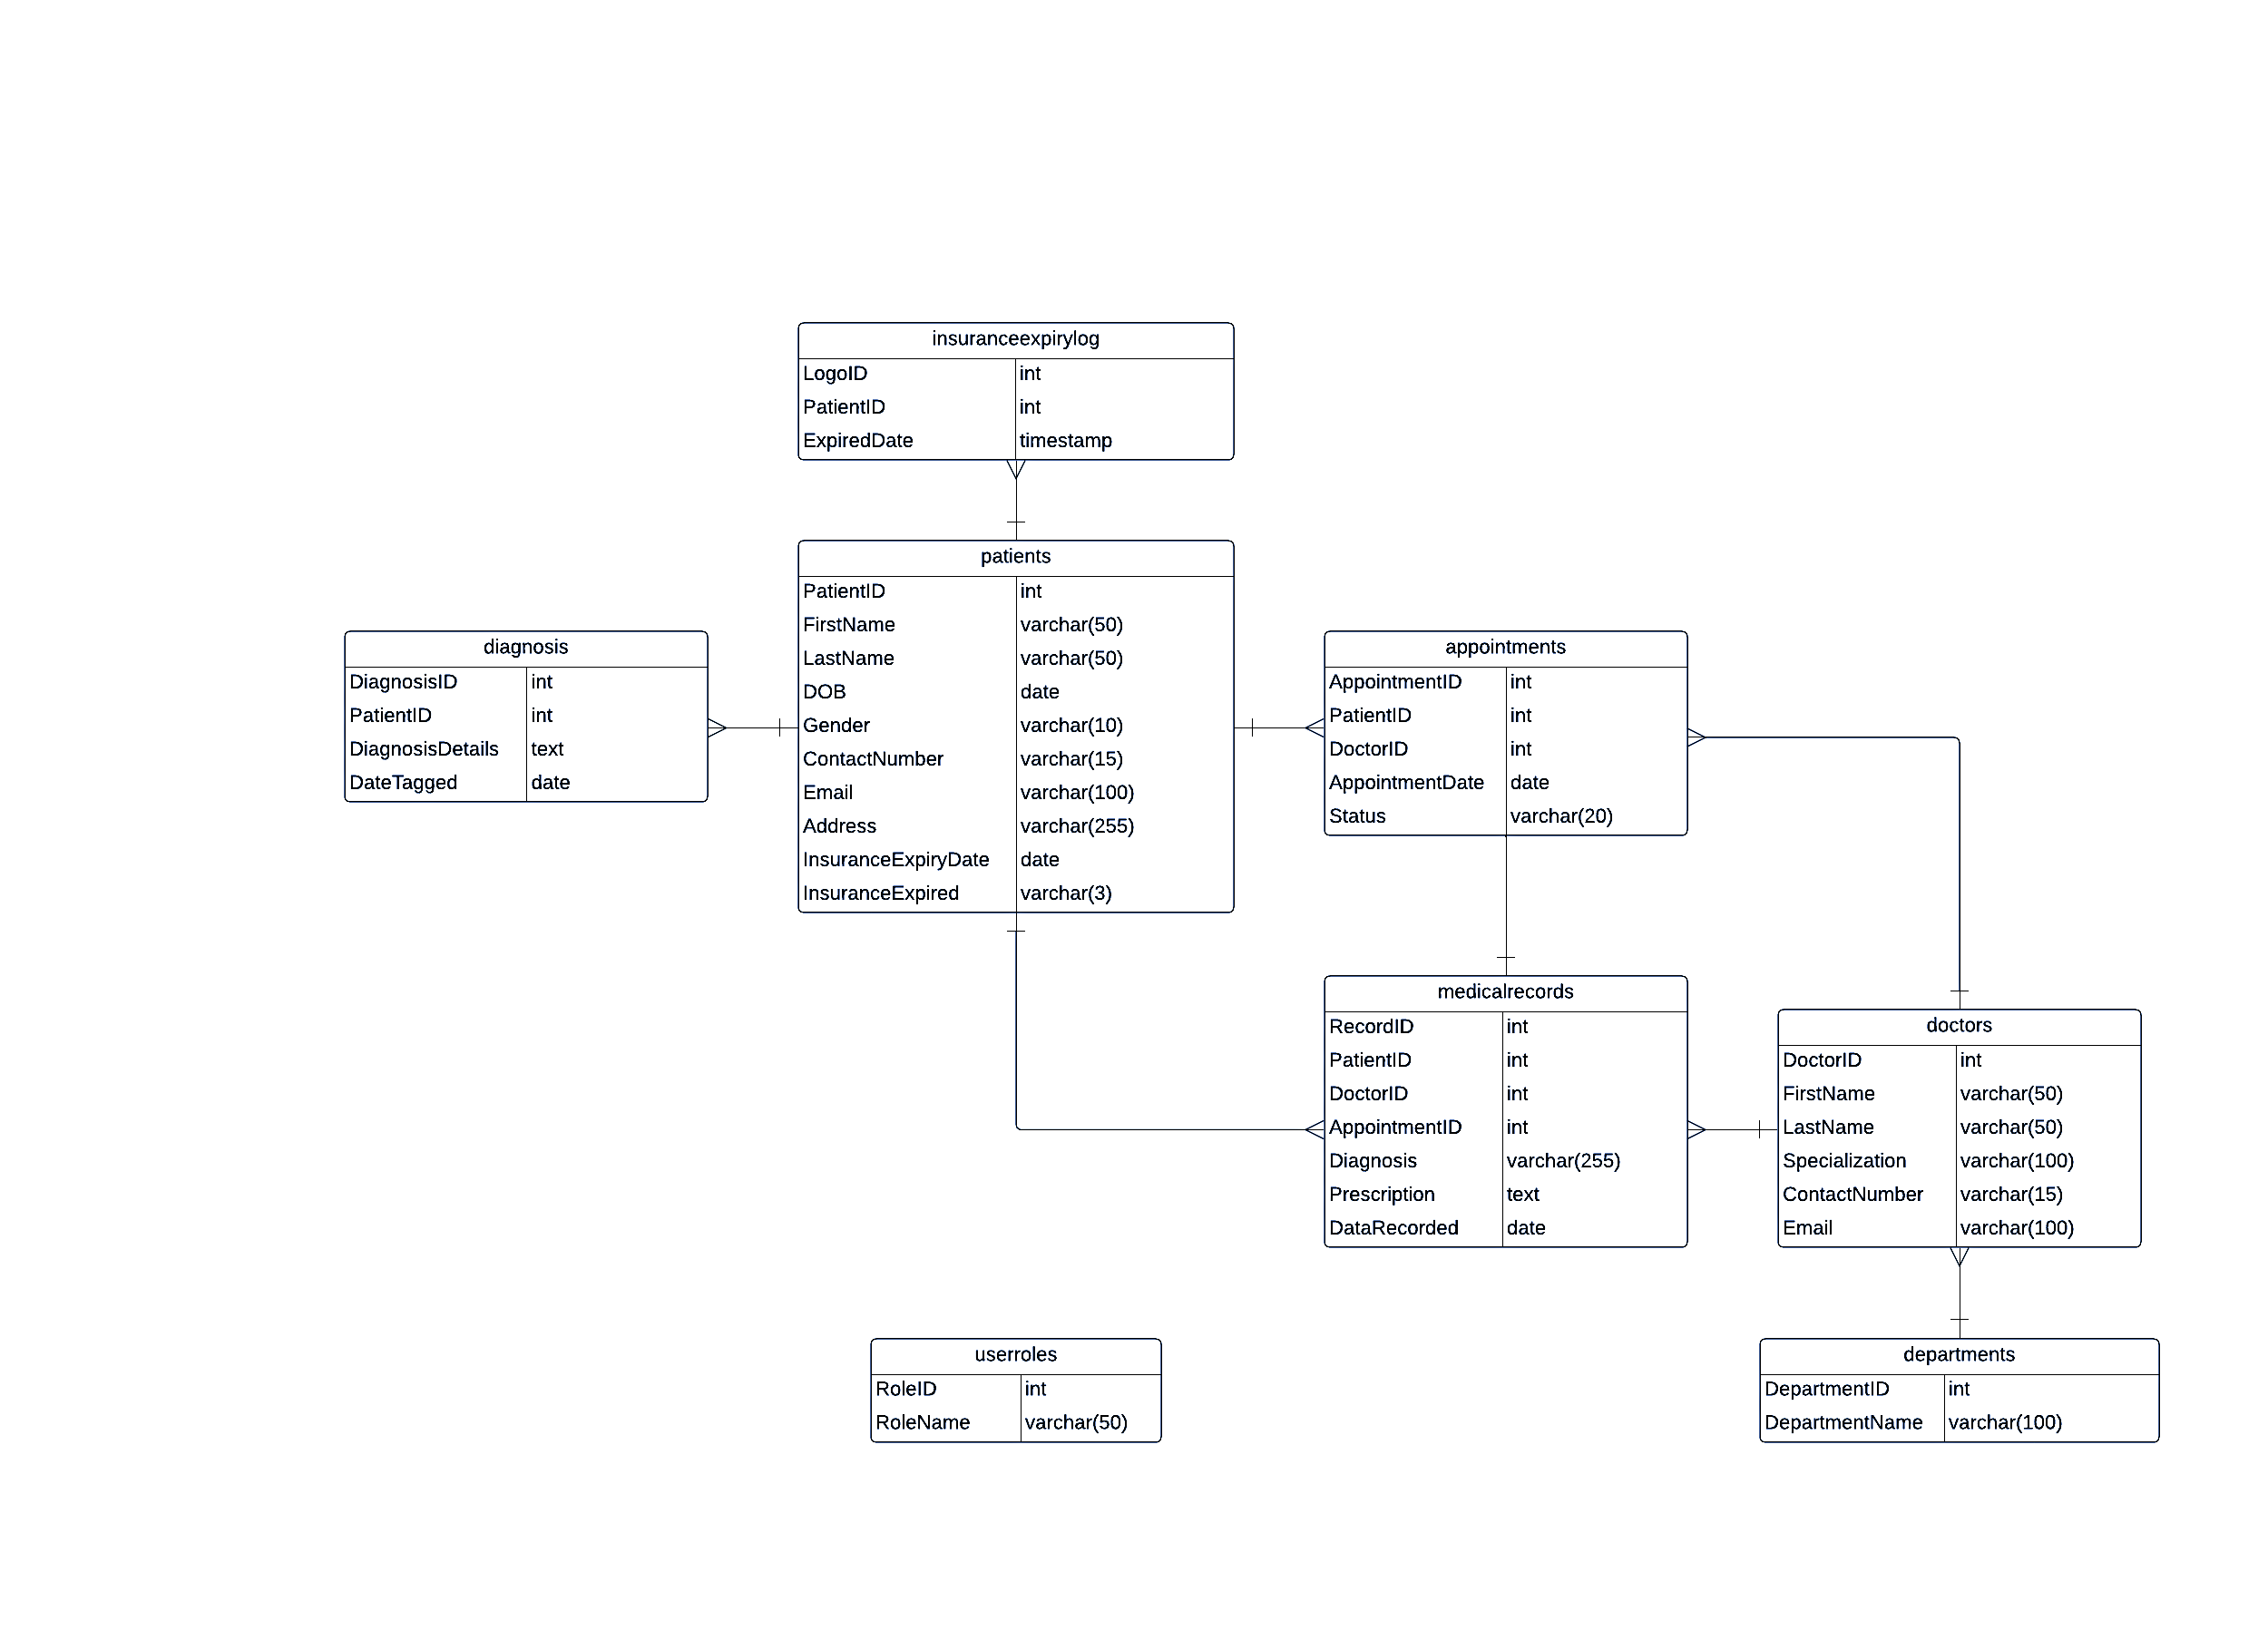 insuranceexpirylog
LogoID int
PatientID int
ExpiredDate timestamp
patients
PatientID int
FirstName varchar(50)
LastName varchar(50)
DOB date
Gender varchar(10)
ContactNumber varchar(15)
Email varchar(100)
Address varchar(255)
InsuranceExpiryDate date
InsuranceExpired varchar(3)
diagnosis
DiagnosisID int
PatientID int
DiagnosisDetails text
DateTagged date
appointments
AppointmentID int
PatientID int
DoctorID int
AppointmentDate date
Status varchar(20)
medicalrecords
RecordID int
PatientID int
DoctorID int
AppointmentID int
Diagnosis varchar(255)
Prescription text
DataRecorded date
doctors
DoctorID int
FirstName varchar(50)
LastName varchar(50)
Specialization varchar(100)
ContactNumber varchar(15)
Email varchar(100)
userroles
RoleID int
RoleName varchar(50)
departments
DepartmentID int
DepartmentName varchar(100)